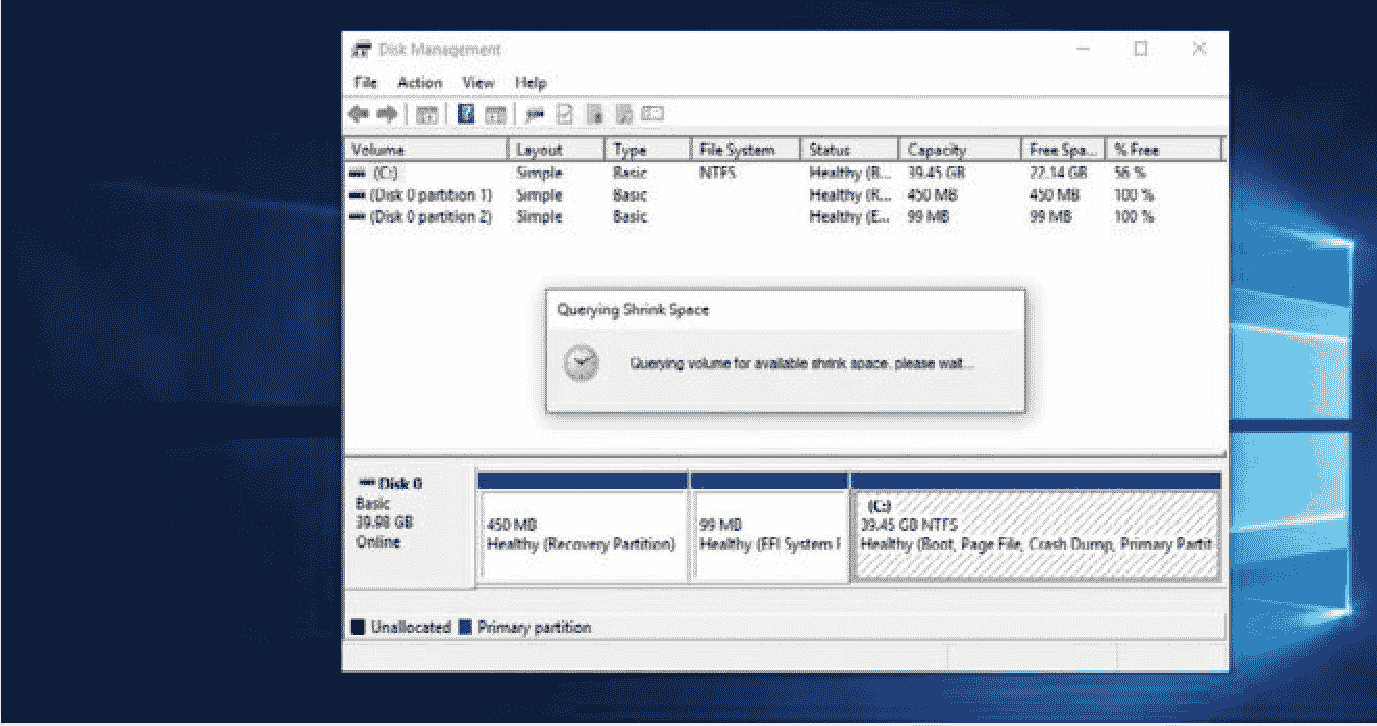 Disk Management
File Action View Help
Volume Layout Type File System Status Capacity Free Spa... % Free
(C:) Simple Basic NTFS Healthy (B... 39.45 GB 22.14 GB 56 %
(Disk 0 partition 1) Simple Basic Healthy (R... 450 MB 450 MB 100 %
(Disk 0 partition 2) Simple Basic Healthy (E... 99 MB 99 MB 100 %
Querying Shrink Space
Querying volume for available shrink space, please wait...
Disk 0
Basic
39.98 GB
Online
450 MB
Healthy (Recovery Partition)
99 MB
Healthy (EFI System P
(C:)
39.45 GB NTFS
Healthy (Boot, Page File, Crash Dump, Primary Partit
Unallocated Primary partition